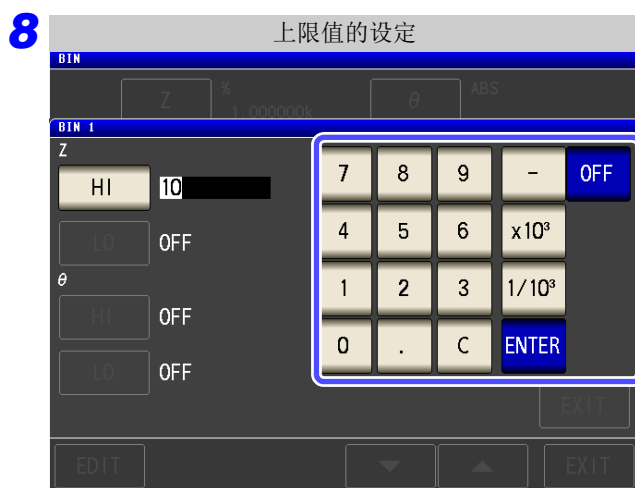 8 上限值的设定
BIN
Z % 1.000000k θ ABS
BIN 1
Z
HI 10
LO OFF
θ
HI OFF
LO OFF
7 8 9 - OFF
4 5 6 x10³
1 2 3 1/10³
0 . C ENTER
EXIT
EDIT EXIT